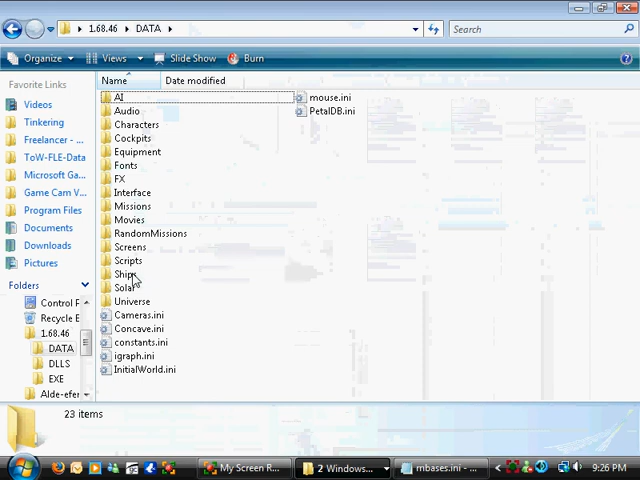 1.68.46 DATA
Search
Organize Views Slide Show Burn
Favorite Links
Videos
Tinkering
Freelancer - ...
ToW-FLE-Data
Microsoft Ga...
Game Cam V...
Program Files
Documents
Downloads
Pictures
Folders
Control F
Recycle E
1.68.46
DATA
DLLS
EXE
Alde-efer
Name Date modified
AI
Audio
Characters
Cockpits
Equipment
Fonts
FX
Interface
Missions
Movies
RandomMissions
Screens
Scripts
Ships
Solar
Universe
Cameras.ini
Concave.ini
constants.ini
igraph.ini
InitialWorld.ini
mouse.ini
PetalDB.ini
23 items
My Screen R...
2 Windows...
mbases.ini - ...
9:26 PM